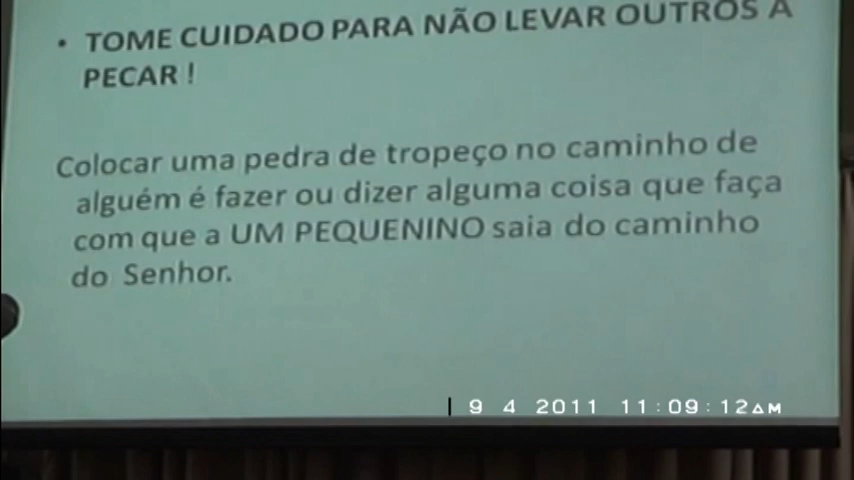 • TOME CUIDADO PARA NÃO LEVAR OUTROS A
PECAR !
Colocar uma pedra de tropeço no caminho de
alguém é fazer ou dizer alguma coisa que faça
com que a UM PEQUENINO saia do caminho
do Senhor.
9 4 2011 11:09:12AM